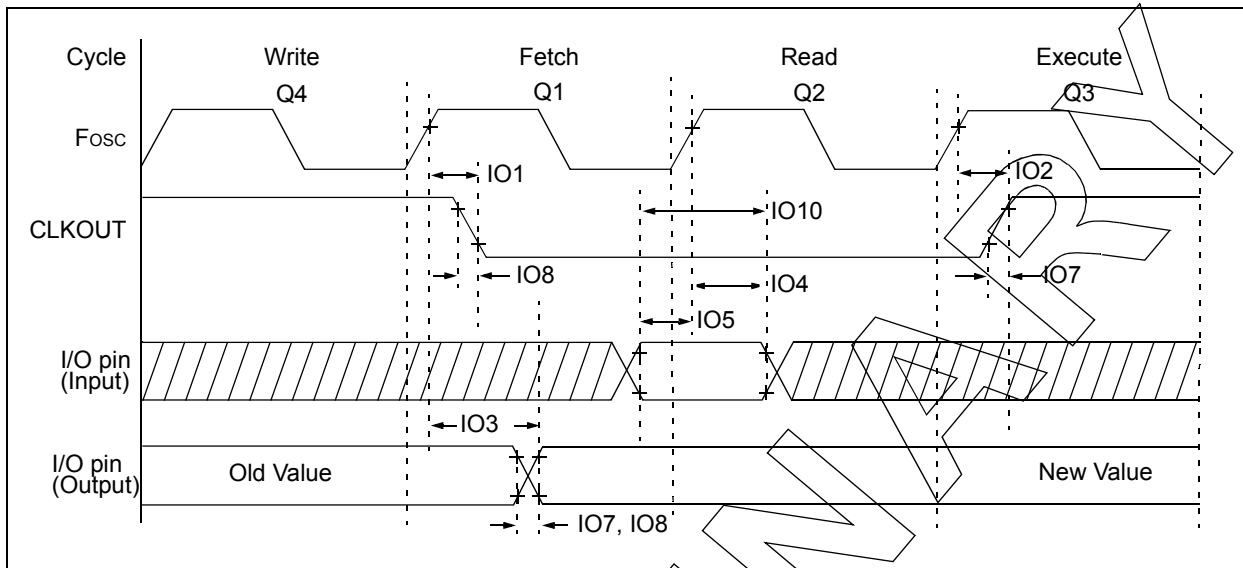 Cycle Write Fetch Read Execute
Q4 Q1 Q2 Q3
FOSC
IO1 IO2
CLKOUT
IO10
IO8 IO7
IO4
IO5
I/O pin
(Input)
IO3
I/O pin
(Output)
Old Value New Value
IO7, IO8